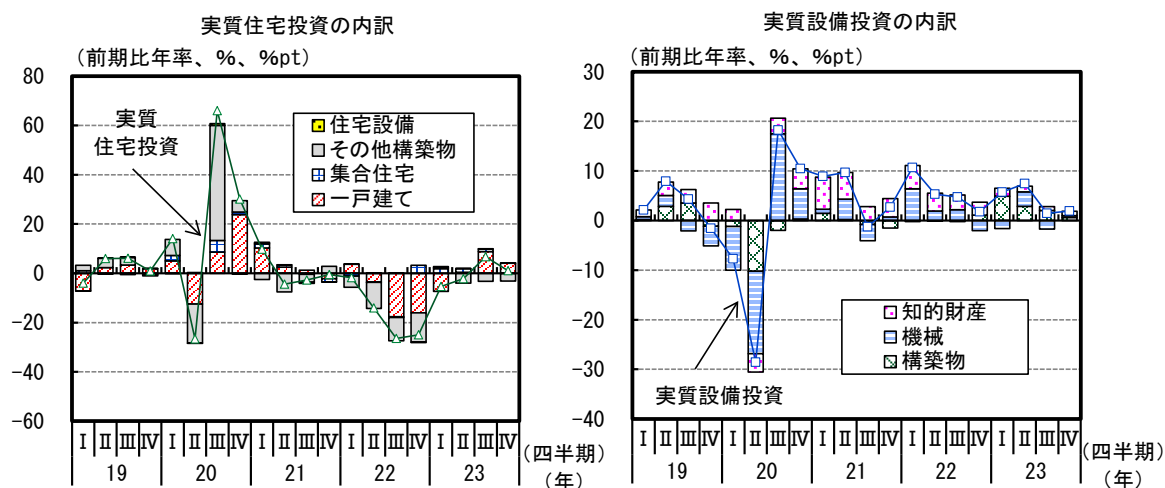 実質住宅投資の内訳
(前期比年率、%、%pt)
80
60
40
20
0
-20
-40
-60
実質
住宅投資
住宅設備
その他構築物
集合住宅
一戸建て
Ⅰ Ⅱ Ⅲ Ⅳ Ⅰ Ⅱ Ⅲ Ⅳ Ⅰ Ⅱ Ⅲ Ⅳ Ⅰ Ⅱ Ⅲ Ⅳ Ⅰ Ⅱ Ⅲ Ⅳ (四半期)
19 20 21 22 23 (年)
実質設備投資の内訳
(前期比年率、%、%pt)
30
20
10
0
-10
-20
-30
-40
知的財産
機械
構築物
実質設備投資
Ⅰ Ⅱ Ⅲ Ⅳ Ⅰ Ⅱ Ⅲ Ⅳ Ⅰ Ⅱ Ⅲ Ⅳ Ⅰ Ⅱ Ⅲ Ⅳ Ⅰ Ⅱ Ⅲ Ⅳ (四半期)
19 20 21 22 23 (年)